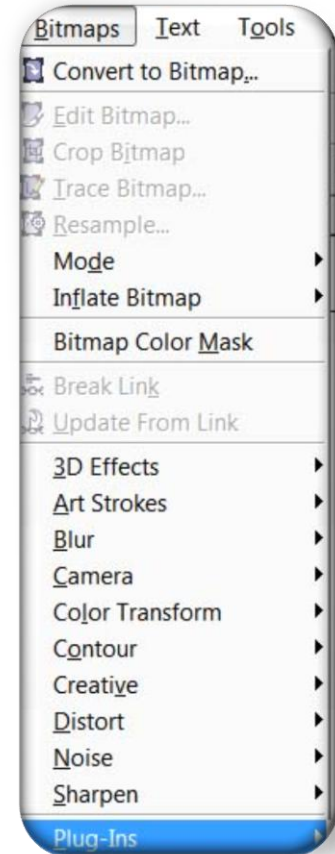 Bitmaps Text Tools
Convert to Bitmap...
Edit Bitmap...
Crop Bitmap
Trace Bitmap...
Resample...
Mode
Inflate Bitmap
Bitmap Color Mask
Break Link
Update From Link
3D Effects
Art Strokes
Blur
Camera
Color Transform
Contour
Creative
Distort
Noise
Sharpen
Plug-Ins